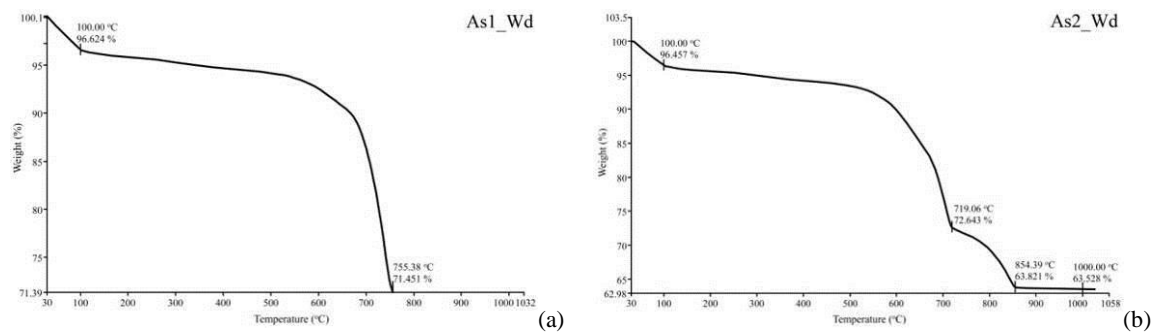 As1_Wd
100.1
95
90
85
80
75
71.39
Weight (%)
100.00 °C
96.624 %
755.38 °C
71.451 %
30 100 200 300 400 500 600 700 800 900 1000 1032
Temperature (°C)
(a)
As2_Wd
103.5
100
95
90
85
80
75
70
65
62.98
Weight (%)
100.00 °C
96.457 %
719.06 °C
72.643 %
854.39 °C
63.821 %
1000.00 °C
63.528 %
30 100 200 300 400 500 600 700 800 900 1000 1058
Temperature (°C)
(b)